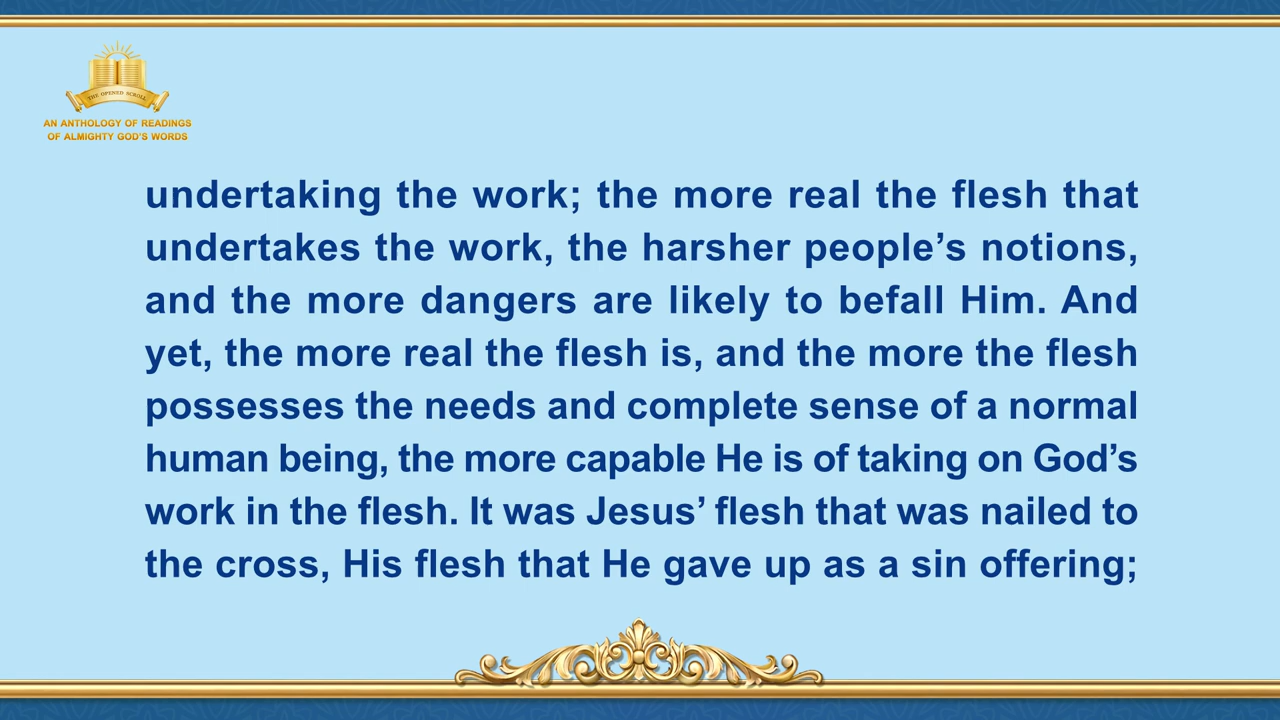 THE OPENED SCROLL
AN ANTHOLOGY OF READINGS
OF ALMIGHTY GOD'S WORDS
undertaking the work; the more real the flesh that
undertakes the work, the harsher people’s notions,
and the more dangers are likely to befall Him. And
yet, the more real the flesh is, and the more the flesh
possesses the needs and complete sense of a normal
human being, the more capable He is of taking on God’s
work in the flesh. It was Jesus’ flesh that was nailed to
the cross, His flesh that He gave up as a sin offering;